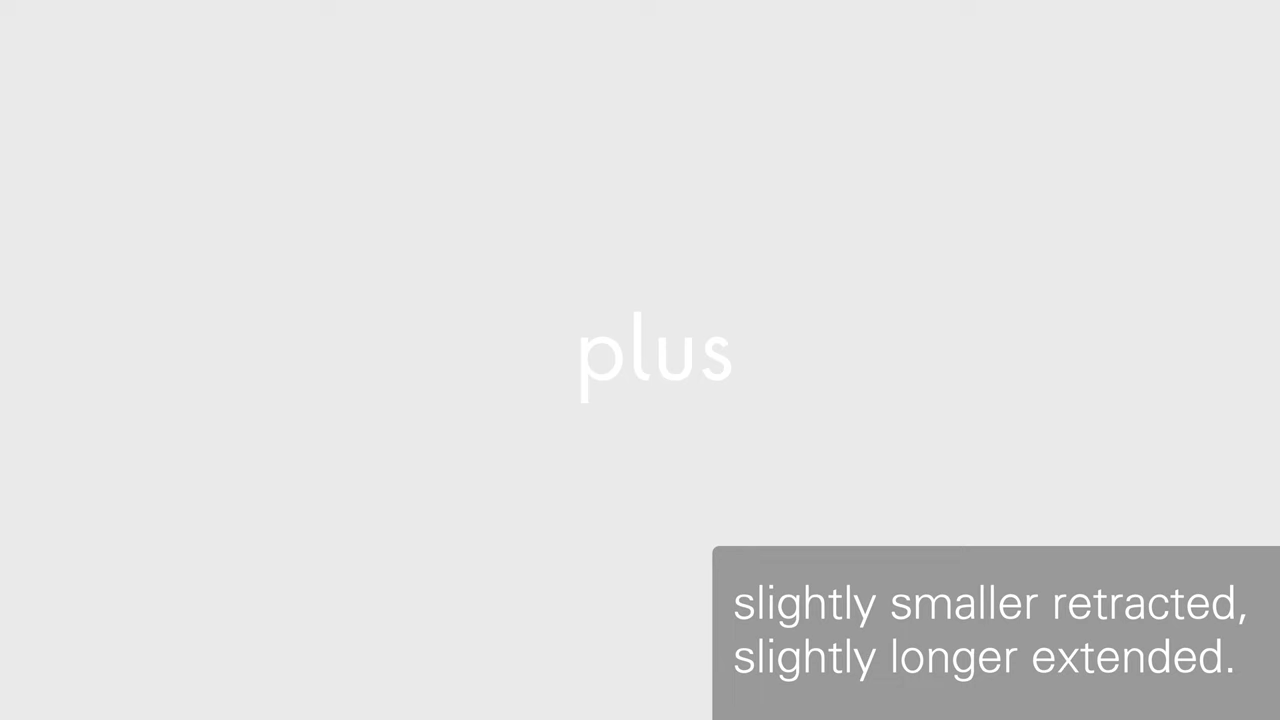 plus
slightly smaller retracted,
slightly longer extended.